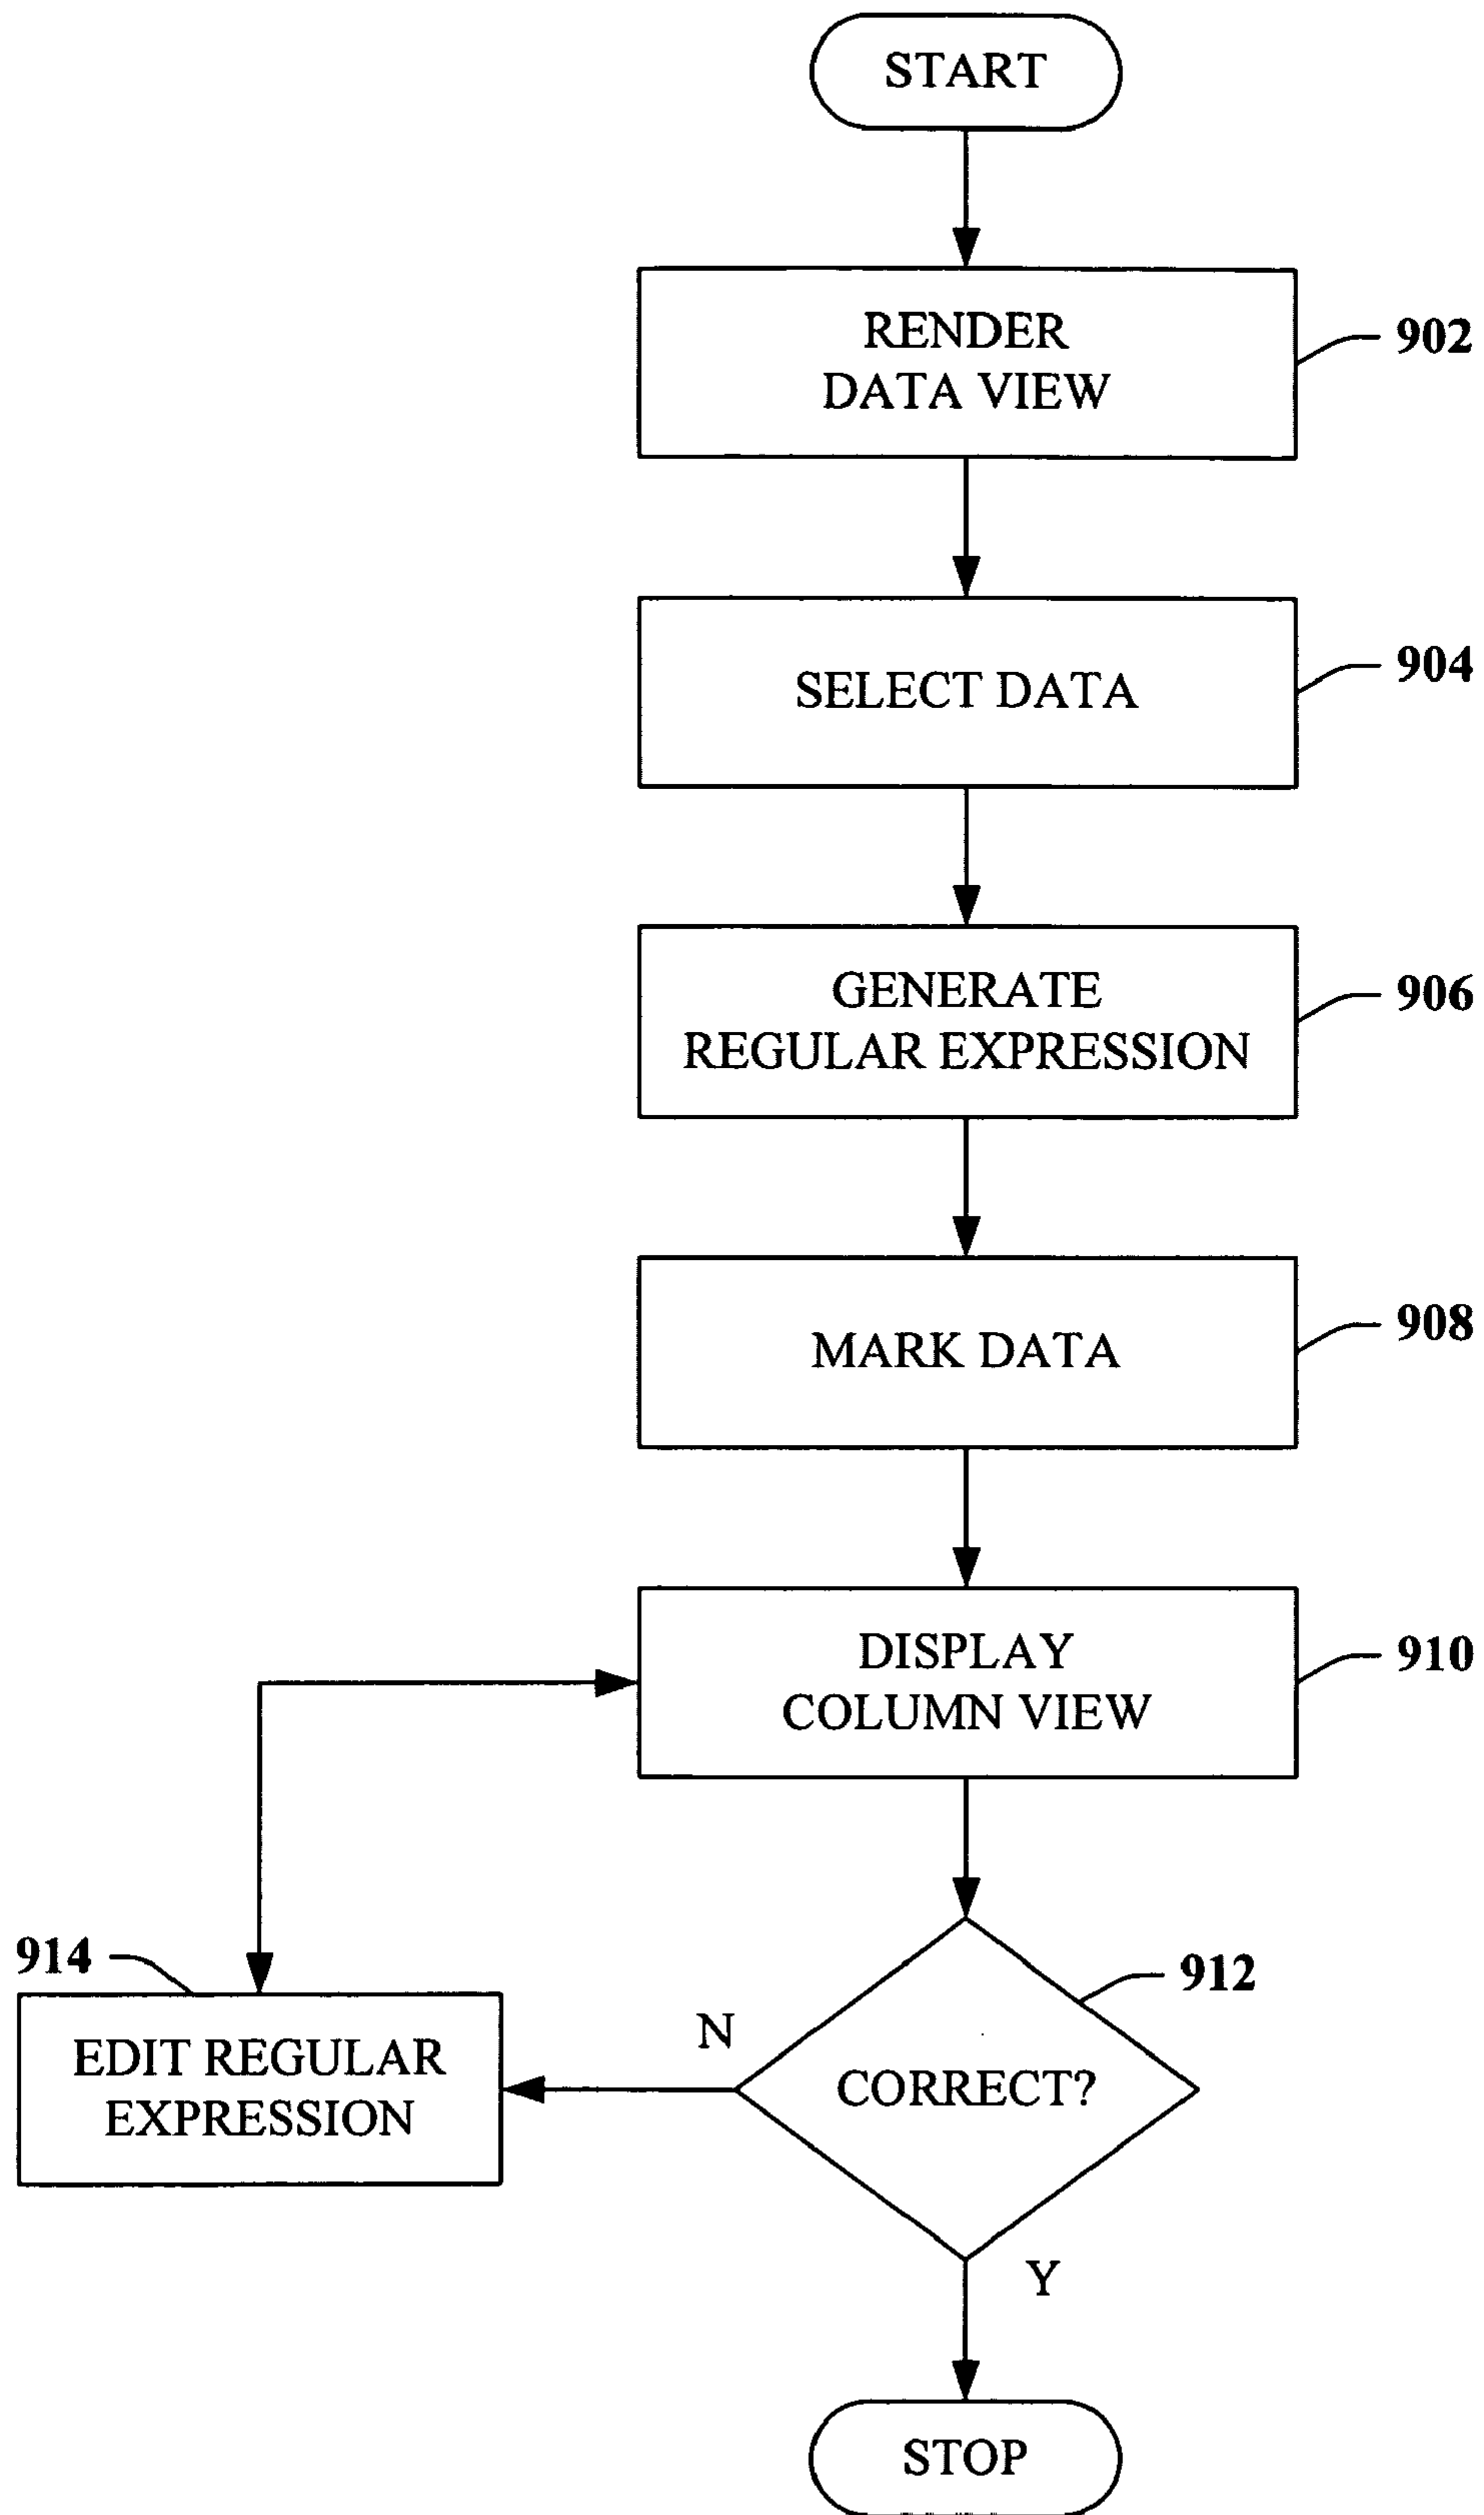 START
RENDER
DATA VIEW
902
SELECT DATA
904
GENERATE
REGULAR EXPRESSION
906
MARK DATA
908
DISPLAY
COLUMN VIEW
910
914
912
EDIT REGULAR
EXPRESSION
N
CORRECT?
Y
STOP